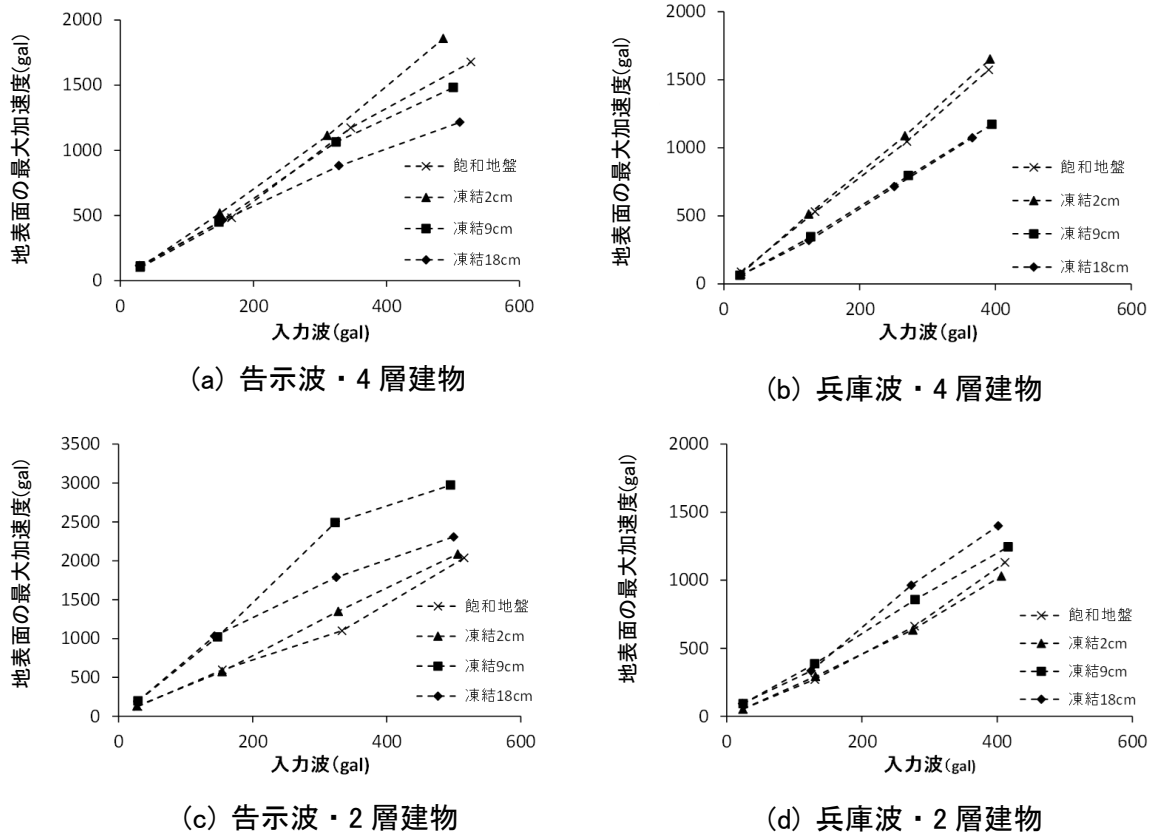 地表面の最大加速度(gal)
2000
1500
1000
500
0
0 200 400 600
入力波(gal)
飽和地盤
凍結2cm
凍結9cm
凍結18cm
(a) 告示波・4 層建物
地表面の最大加速度(gal)
2000
1500
1000
500
0
0 200 400 600
入力波(gal)
飽和地盤
凍結2cm
凍結9cm
凍結18cm
(b) 兵庫波・4 層建物
地表面の最大加速度(gal)
3500
3000
2500
2000
1500
1000
500
0
0 200 400 600
入力波(gal)
飽和地盤
凍結2cm
凍結9cm
凍結18cm
(c) 告示波・2 層建物
地表面の最大加速度(gal)
2000
1500
1000
500
0
0 200 400 600
入力波(gal)
飽和地盤
凍結2cm
凍結9cm
凍結18cm
(d) 兵庫波・2 層建物